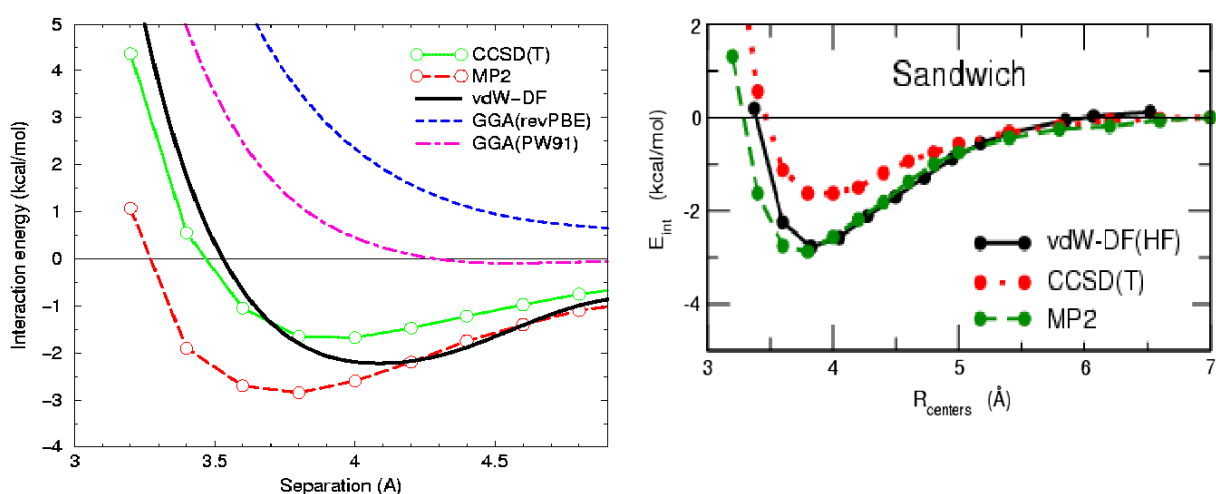 5
4
3
2
1
0
−1
−2
−3
−4
3
3.5
4
4.5
Interaction energy (kcal/mol)
Separation (A)
CCSD(T)
MP2
vdW−DF
GGA(revPBE)
GGA(PW91)
2
0
-2
-4
3
4
5
6
7
E_int (kcal/mol)
R_centers (Å)
Sandwich
vdW-DF(HF)
CCSD(T)
MP2